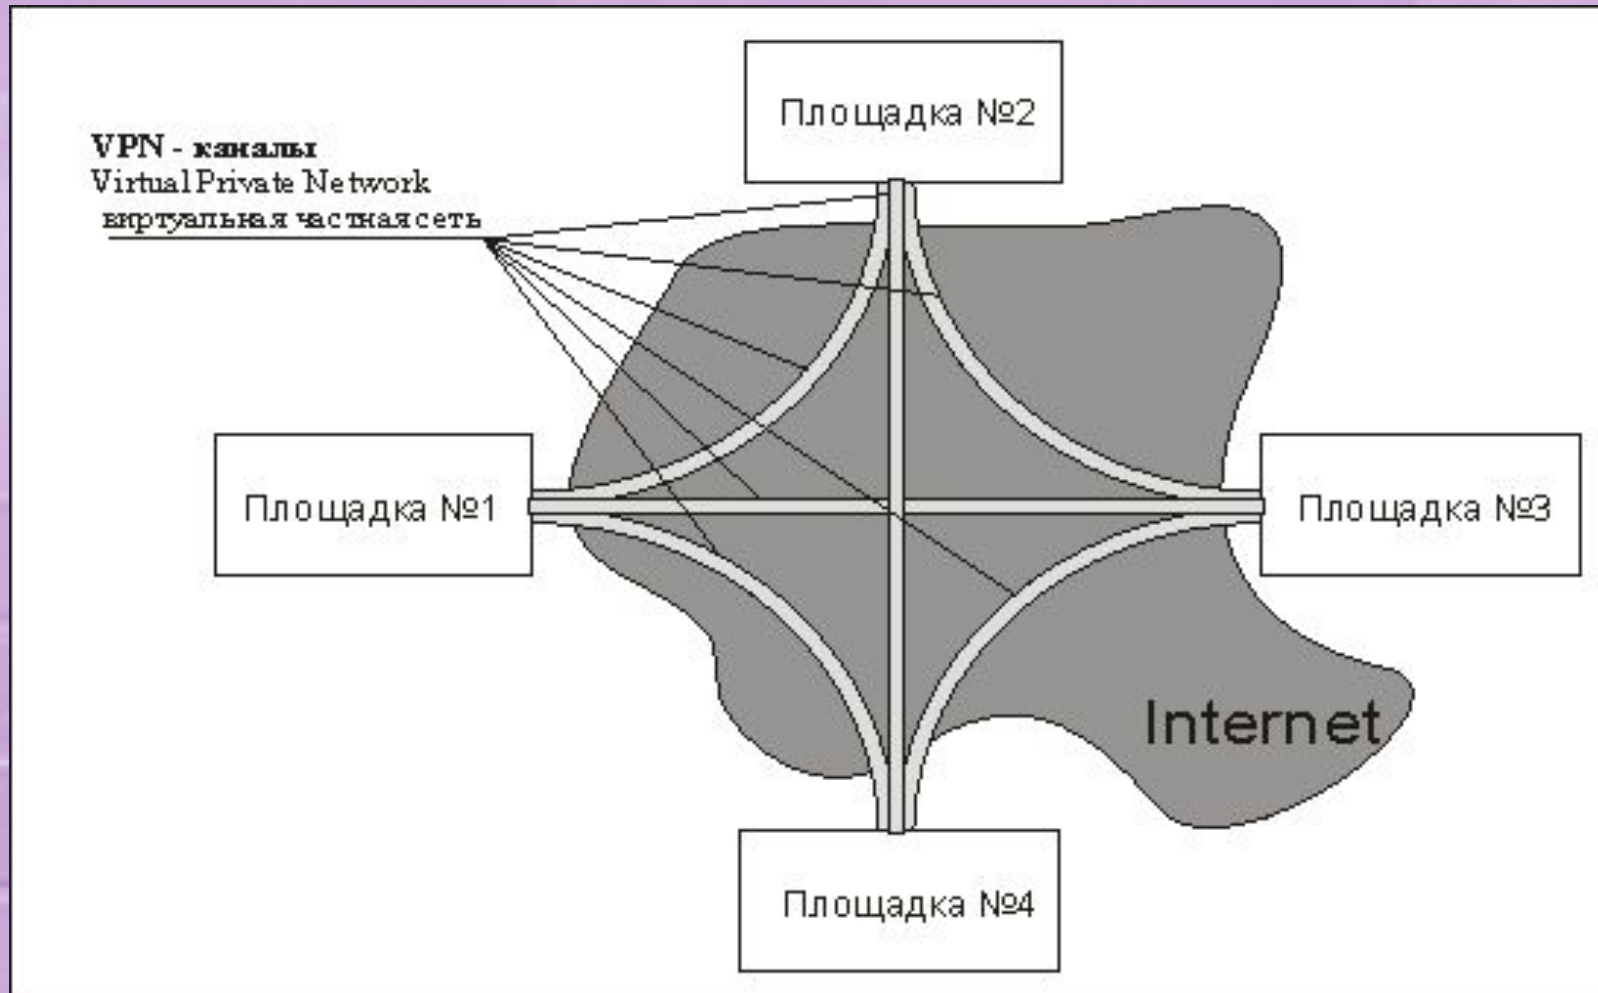 Площадка №2
VPN - каналы
Virtual Private Network
виртуальная частная сеть
Площадка №1
Площадка №3
Internet
Площадка №4